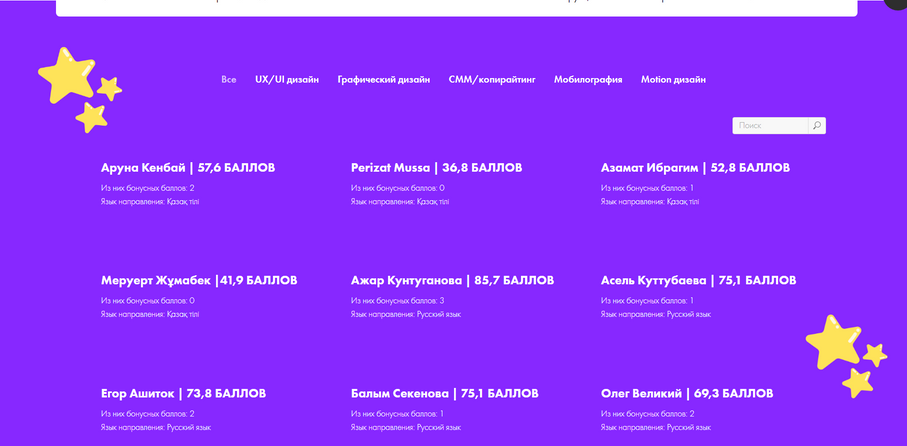 Все UX/UI дизайн Графический дизайн СММ/копирайтинг Мобилография Motion дизайн
Поиск
Аруна Кенбай | 57,6 БАЛЛОВ
Из них бонусных баллов: 2
Язык направления: Қазақ тілі
Perizat Mussa | 36,8 БАЛЛОВ
Из них бонусных баллов: 0
Язык направления: Қазақ тілі
Азамат Ибрагим | 52,8 БАЛЛОВ
Из них бонусных баллов: 1
Язык направления: Қазақ тілі
Меруерт Жұмабек |41,9 БАЛЛОВ
Из них бонусных баллов: 0
Язык направления: Қазақ тілі
Ажар Кунтуганова | 85,7 БАЛЛОВ
Из них бонусных баллов: 3
Язык направления: Русский язык
Асель Куттубаева | 75,1 БАЛЛОВ
Из них бонусных баллов: 1
Язык направления: Русский язык
Егор Ашиток | 73,8 БАЛЛОВ
Из них бонусных баллов: 2
Язык направления: Русский язык
Балым Секенова | 75,1 БАЛЛОВ
Из них бонусных баллов: 1
Язык направления: Русский язык
Олег Великий | 69,3 БАЛЛОВ
Из них бонусных баллов: 2
Язык направления: Русский язык